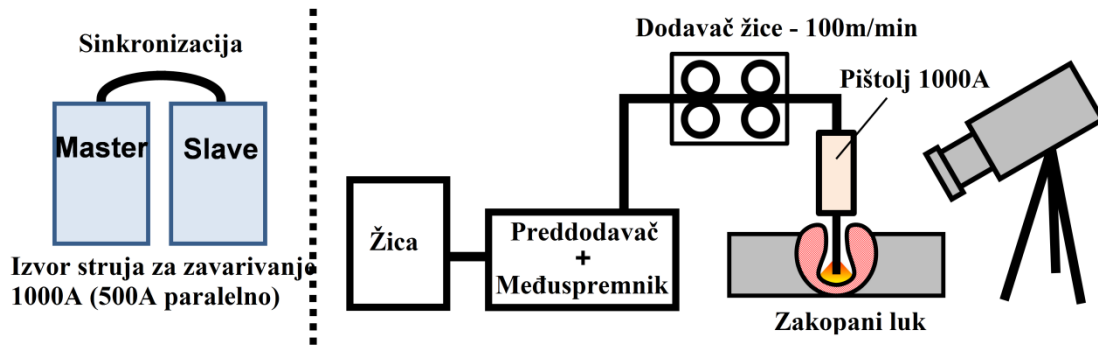 Sinkronizacija
Master
Slave
Izvor struja za zavarivanje
1000A (500A paralelno)
Dodavač žice - 100m/min
Pištolj 1000A
Žica
Preddodavač
+
Međuspremnik
Zakopani luk